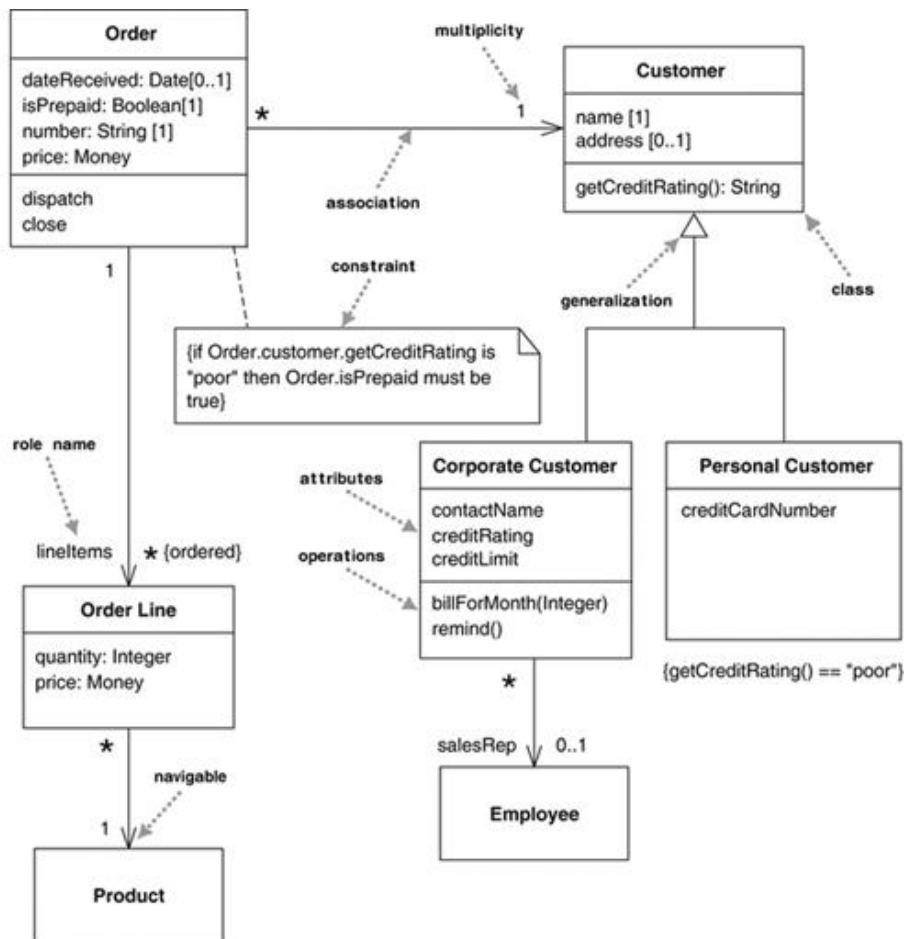 Order
dateReceived: Date[0..1]
isPrepaid: Boolean[1]
number: String [1]
price: Money
dispatch
close
multiplicity
*
1
association
Customer
name [1]
address [0..1]
getCreditRating(): String
1
constraint
generalization
class
{if Order.customer.getCreditRating is
"poor" then Order.isPrepaid must be
true}
role name
lineItems
* {ordered}
Order Line
quantity: Integer
price: Money
*
navigable
1
Product
attributes
operations
Corporate Customer
contactName
creditRating
creditLimit
billForMonth(Integer)
remind()
*
salesRep
0..1
Employee
Personal Customer
creditCardNumber
{getCreditRating() == "poor"}